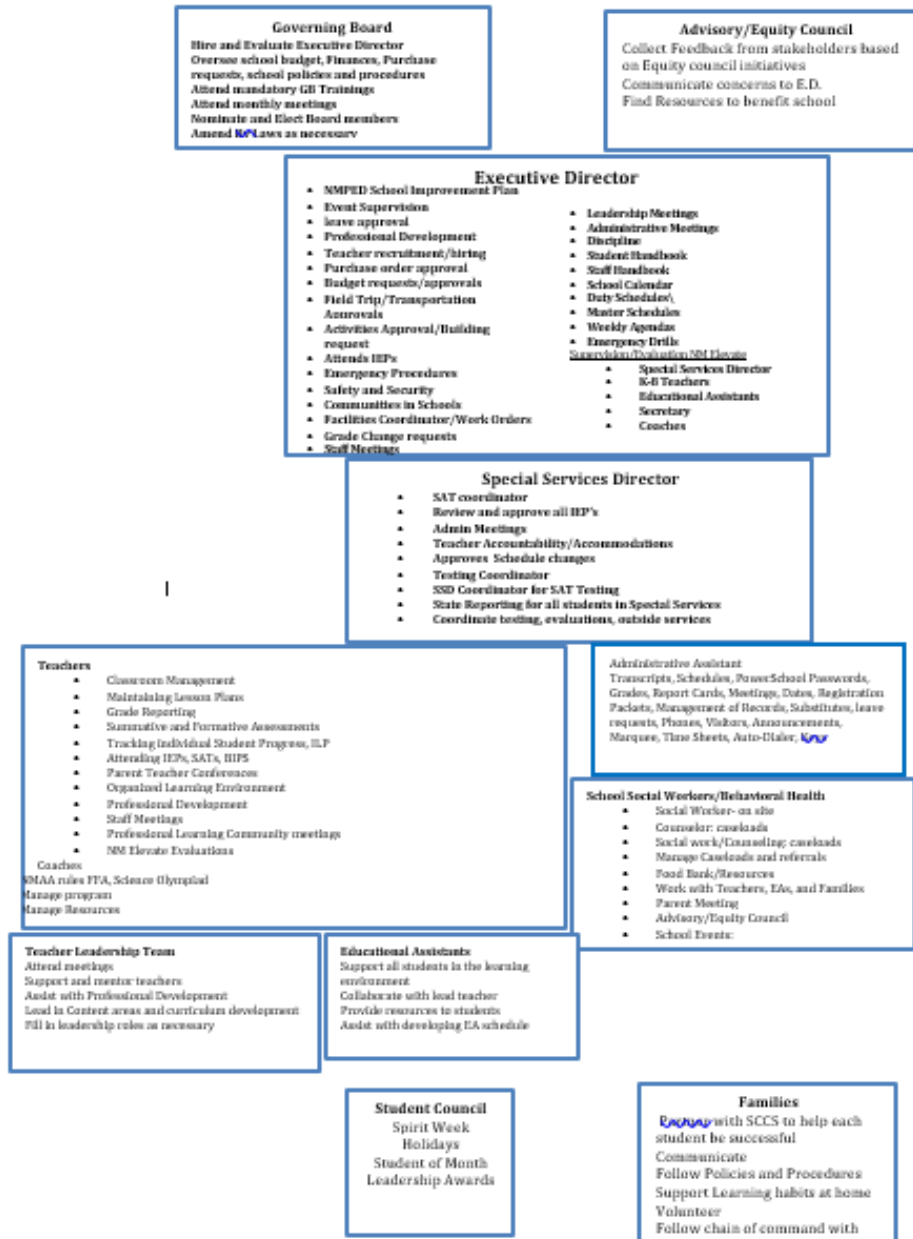 Governing Board
Hire and Evaluate Executive Director
Oversee school budget, Finances, Purchase
requests, school policies and procedures
Attend mandatory GB Trainings
Attend monthly meetings
Nominate and Elect Board members
Amend as necessary
Advisory/Equity Council
Collect Feedback from stakeholders based
on Equity council initiatives
Communicate concerns to E.D.
Find Resources to benefit school
Executive Director
• NMPED School Improvement Plan
• Event Supervision
• leave approval
• Professional Development
• Teacher recruitment/hiring
• Purchase order approval
• Budget requests/approvals
• Field Trip/Transportation
Approvals
• Activities Approval/Building
request
• Attends IEPs
• Emergency Procedures
• Safety and Security
• Communities in Schools
• Facilities Coordinator/Work Orders
• Grade Change requests
• Staff Meetings
• Leadership Meetings
• Administrative Meetings
• Discipline
• Student Handbook
• Staff Handbook
• School Calendar
• Duty Schedules\
• Master Schedules
• Weekly Agendas
• Emergency Drills
Supervision/Evaluation NM Elevate
• Special Services Director
• K-8 Teachers
• Educational Assistants
• Secretary
• Coaches
Special Services Director
• SAT coordinator
• Review and approve all IEP's
• Admin Meetings
• Teacher Accountability/Accommodations
• Approves Schedule changes
• Testing Coordinator
• SSD Coordinator for SAT Testing
• State Reporting for all students in Special Services
• Coordinate testing, evaluations, outside services
Teachers
• Classroom Management
• Maintaining Lesson Plans
• Grade Reporting
• Summative and Formative Assessments
• Tracking Individual Student Progress, ILP
• Attending IEPs, SATs, BIPS
• Parent Teacher Conferences
• Organized Learning Environment
• Professional Development
• Staff Meetings
• Professional Learning Community meetings
• NM Elevate Evaluations
Coaches
NMAA rules FFA, Science Olympiad
Manage program
Manage Resources
Administrative Assistant
Transcripts, Schedules, PowerSchool Passwords,
Grades, Report Cards, Meetings, Dates, Registration
Packets, Management of Records, Substitutes, leave
requests, Phones, Visitors, Announcements,
Marquee, Time Sheets, Auto-Dialer,
School Social Workers/Behavioral Health
• Social Worker- on site
• Counselor: caseloads
• Social work/Counseling: caseloads
• Manage Caseloads and referrals
• Food Bank/Resources
• Work with Teachers, EAs, and Families
• Parent Meeting
• Advisory/Equity Council
• School Events:
Teacher Leadership Team
Attend meetings
Support and mentor teachers
Assist with Professional Development
Lead in Content areas and curriculum development
Fill in leadership roles as necessary
Educational Assistants
Support all students in the learning
environment
Collaborate with lead teacher
Provide resources to students
Assist with developing EA schedule
Student Council
Spirit Week
Holidays
Student of Month
Leadership Awards
Families
with SCCS to help each
student be successful
Communicate
Follow Policies and Procedures
Support Learning habits at home
Volunteer
Follow chain of command with